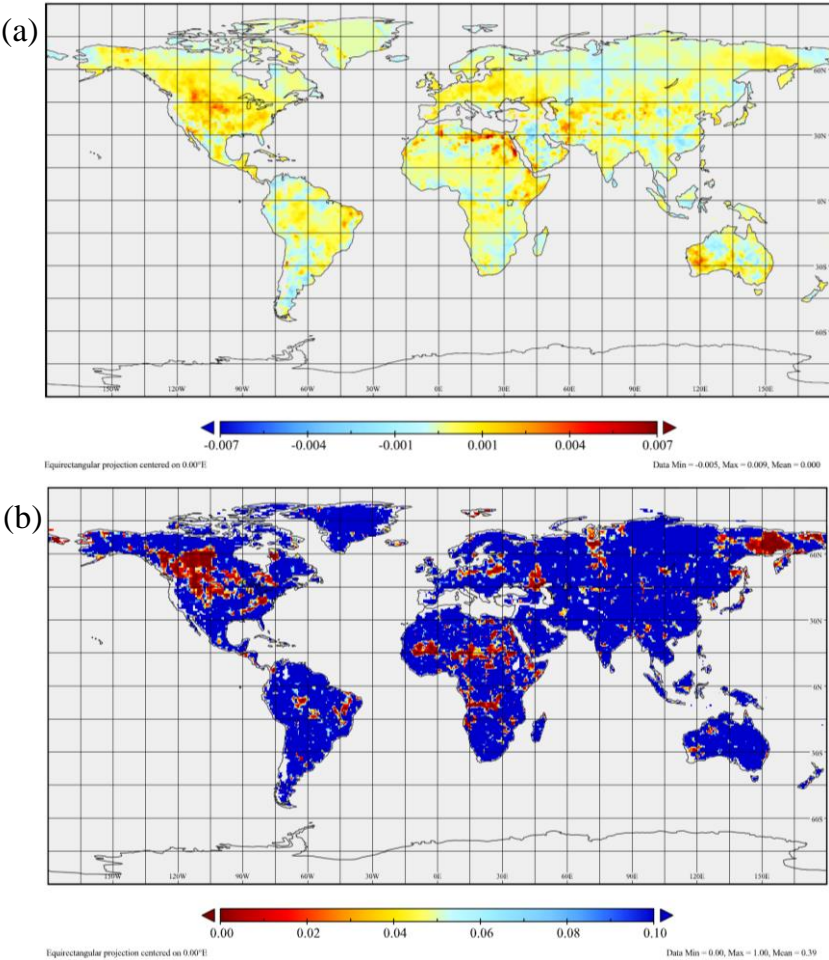 (a)
60N
30N
0N
30S
60S
150W 120W 90W 60W 30W 0E 30E 60E 90E 120E 150E
-0.007 -0.004 -0.001 0.001 0.004 0.007
Equirectangular projection centered on 0.00°E Data Min = -0.005, Max = 0.009, Mean = 0.000
(b)
60N
30N
0N
30S
60S
150W 120W 90W 60W 30W 0E 30E 60E 90E 120E 150E
0.00 0.02 0.04 0.06 0.08 0.10
Equirectangular projection centered on 0.00°E Data Min = 0.00, Max = 1.00, Mean = 0.39